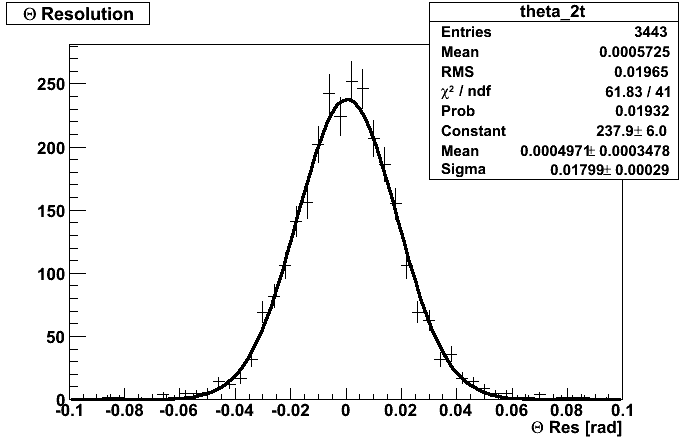 Θ Resolution
theta_2t
Entries 3443
Mean 0.0005725
RMS 0.01965
χ² / ndf 61.83 / 41
Prob 0.01932
Constant 237.9± 6.0
Mean 0.0004971± 0.0003478
Sigma 0.01799± 0.00029
250
200
150
100
50
0
-0.1 -0.08 -0.06 -0.04 -0.02 0 0.02 0.04 0.06 0.08 0.1
Θ Res [rad]